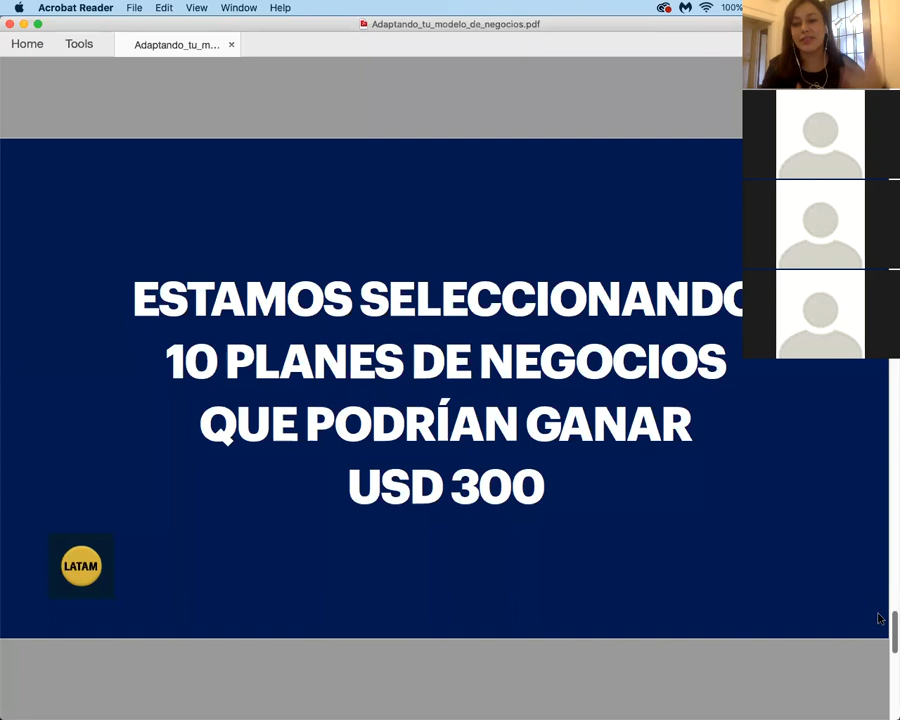 Acrobat Reader File Edit View Window Help 100%
Adaptando_tu_modelo_de_negocios.pdf
Home Tools Adaptando_tu_m... ×
ESTAMOS SELECCIONANDO
10 PLANES DE NEGOCIOS
QUE PODRÍAN GANAR
USD 300
LATAM